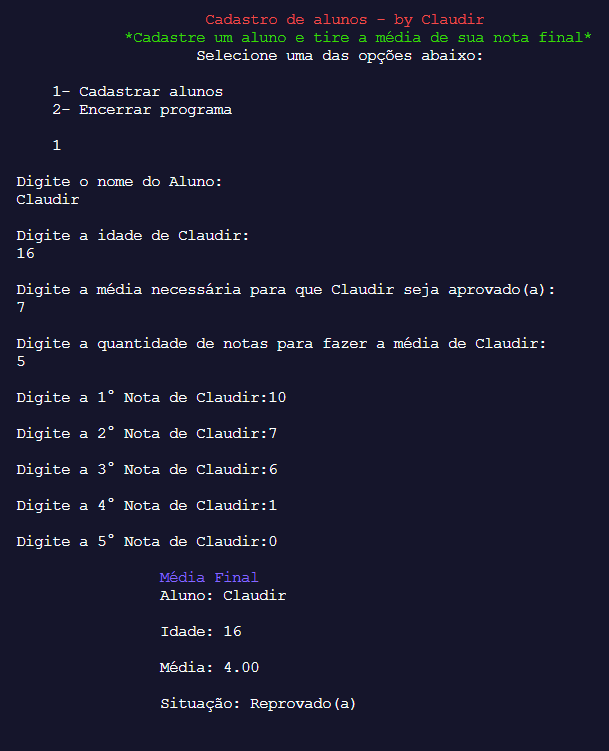 Cadastro de alunos - by Claudir
*Cadastre um aluno e tire a média de sua nota final*
Selecione uma das opções abaixo:
1- Cadastrar alunos
2- Encerrar programa
1
Digite o nome do Aluno:
Claudir
Digite a idade de Claudir:
16
Digite a média necessária para que Claudir seja aprovado(a):
7
Digite a quantidade de notas para fazer a média de Claudir:
5
Digite a 1° Nota de Claudir:10
Digite a 2° Nota de Claudir:7
Digite a 3° Nota de Claudir:6
Digite a 4° Nota de Claudir:1
Digite a 5° Nota de Claudir:0
Média Final
Aluno: Claudir
Idade: 16
Média: 4.00
Situação: Reprovado(a)